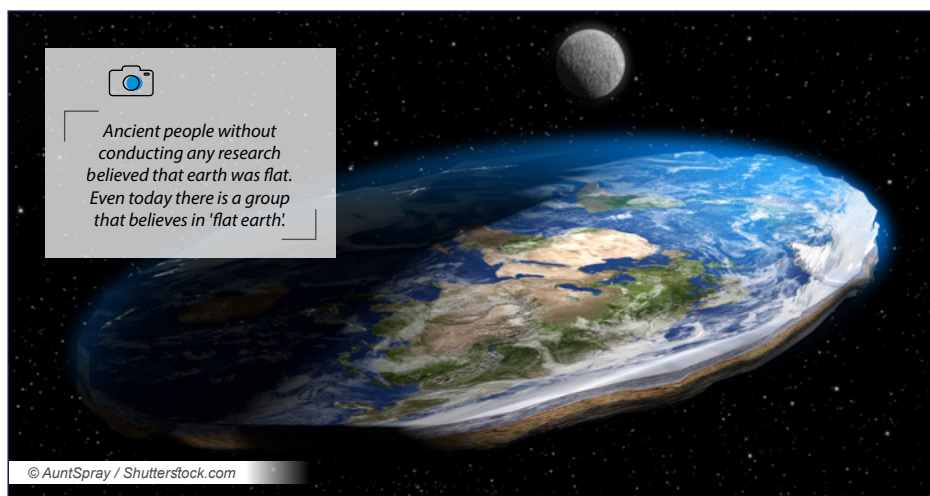 Ancient people without
conducting any research
believed that earth was flat.
Even today there is a group
that believes in 'flat earth'.
© AuntSpray / Shutterstock.com